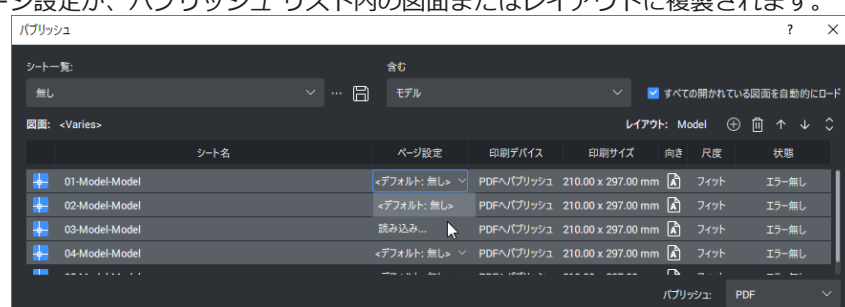 ージ設定が、パブリッシュ リスト内の図面またはレイアウトに複製されます。
パブリッシュ ? ×
シート一覧: 含む
無し ... モデル すべての開かれている図面を自動的にロード
図面: <Varies> レイアウト: Model
シート名 ページ設定 印刷デバイス 印刷サイズ 向き 尺度 状態
01-Model-Model <デフォルト: 無し> PDFへパブリッシュ 210.00 x 297.00 mm A フィット エラー無し
02-Model-Model <デフォルト: 無し> PDFへパブリッシュ 210.00 x 297.00 mm A フィット エラー無し
03-Model-Model 読み込み... PDFへパブリッシュ 210.00 x 297.00 mm A フィット エラー無し
04-Model-Model <デフォルト: 無し> PDFへパブリッシュ 210.00 x 297.00 mm A フィット エラー無し
パブリッシュ: PDF